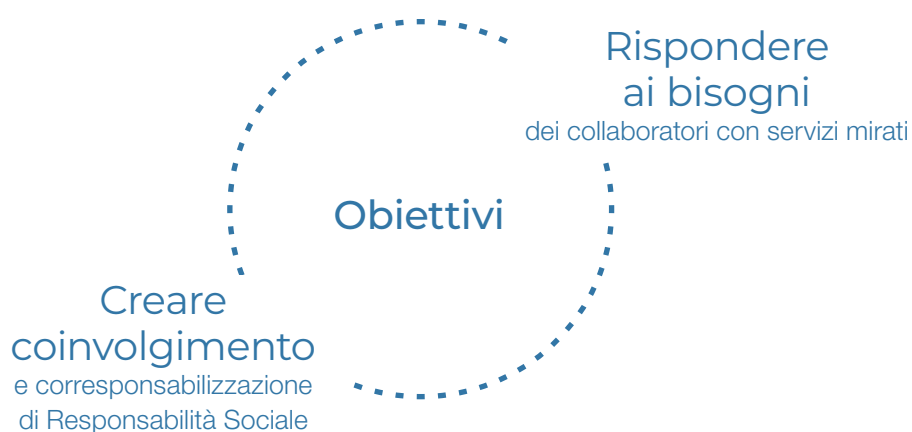 Rispondere
ai bisogni
dei collaboratori con servizi mirati
Obiettivi
Creare
coinvolgimento
e corresponsabilizzazione
di Responsabilità Sociale